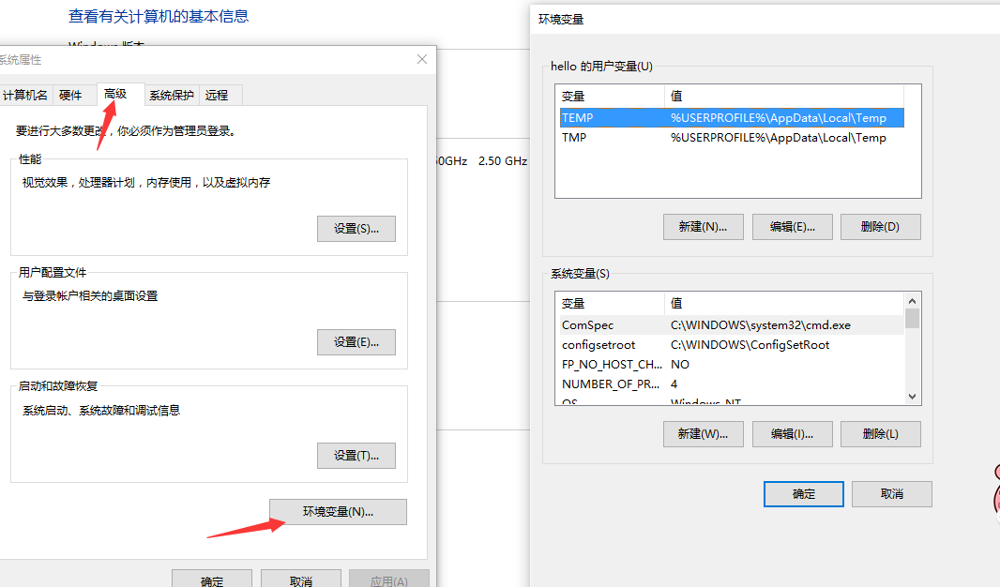 查看有关计算机的基本信息
系统属性
计算机名 硬件 高级 系统保护 远程
要进行大多数更改，你必须作为管理员登录。
性能
视觉效果，处理器计划，内存使用，以及虚拟内存
设置(S)...
用户配置文件
与登录帐户相关的桌面设置
设置(E)...
启动和故障恢复
系统启动、系统故障和调试信息
设置(T)...
环境变量(N)...
确定 取消 应用(A)
50GHz 2.50 GHz
环境变量
hello 的用户变量(U)
变量 值
TEMP %USERPROFILE%\AppData\Local\Temp
TMP %USERPROFILE%\AppData\Local\Temp
新建(N)... 编辑(E)... 删除(D)
系统变量(S)
变量 值
ComSpec C:\WINDOWS\system32\cmd.exe
configsetroot C:\WINDOWS\ConfigSetRoot
FP_NO_HOST_CH... NO
NUMBER_OF_PR... 4
OS Windows_NT
新建(W)... 编辑(I)... 删除(L)
确定 取消